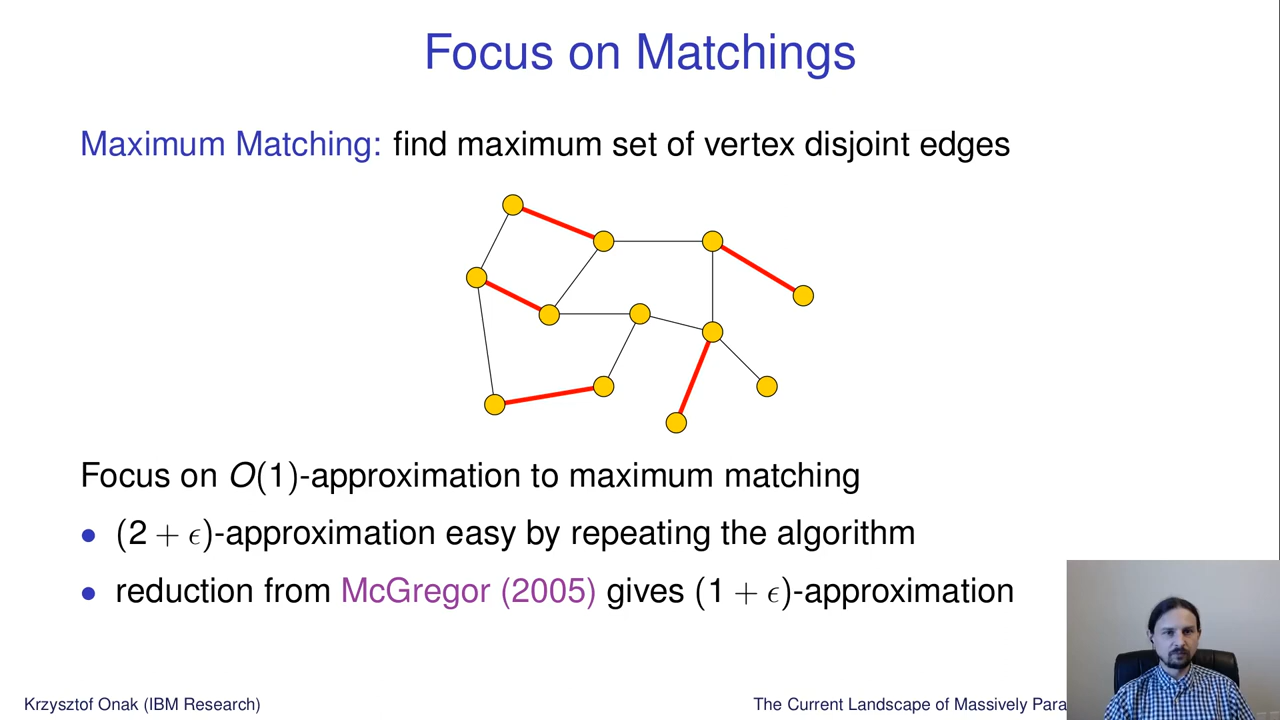 Focus on Matchings
Maximum Matching: find maximum set of vertex disjoint edges
Focus on O(1)-approximation to maximum matching
• (2 + ϵ)-approximation easy by repeating the algorithm
• reduction from McGregor (2005) gives (1 + ϵ)-approximation
Krzysztof Onak (IBM Research)
The Current Landscape of Massively Para